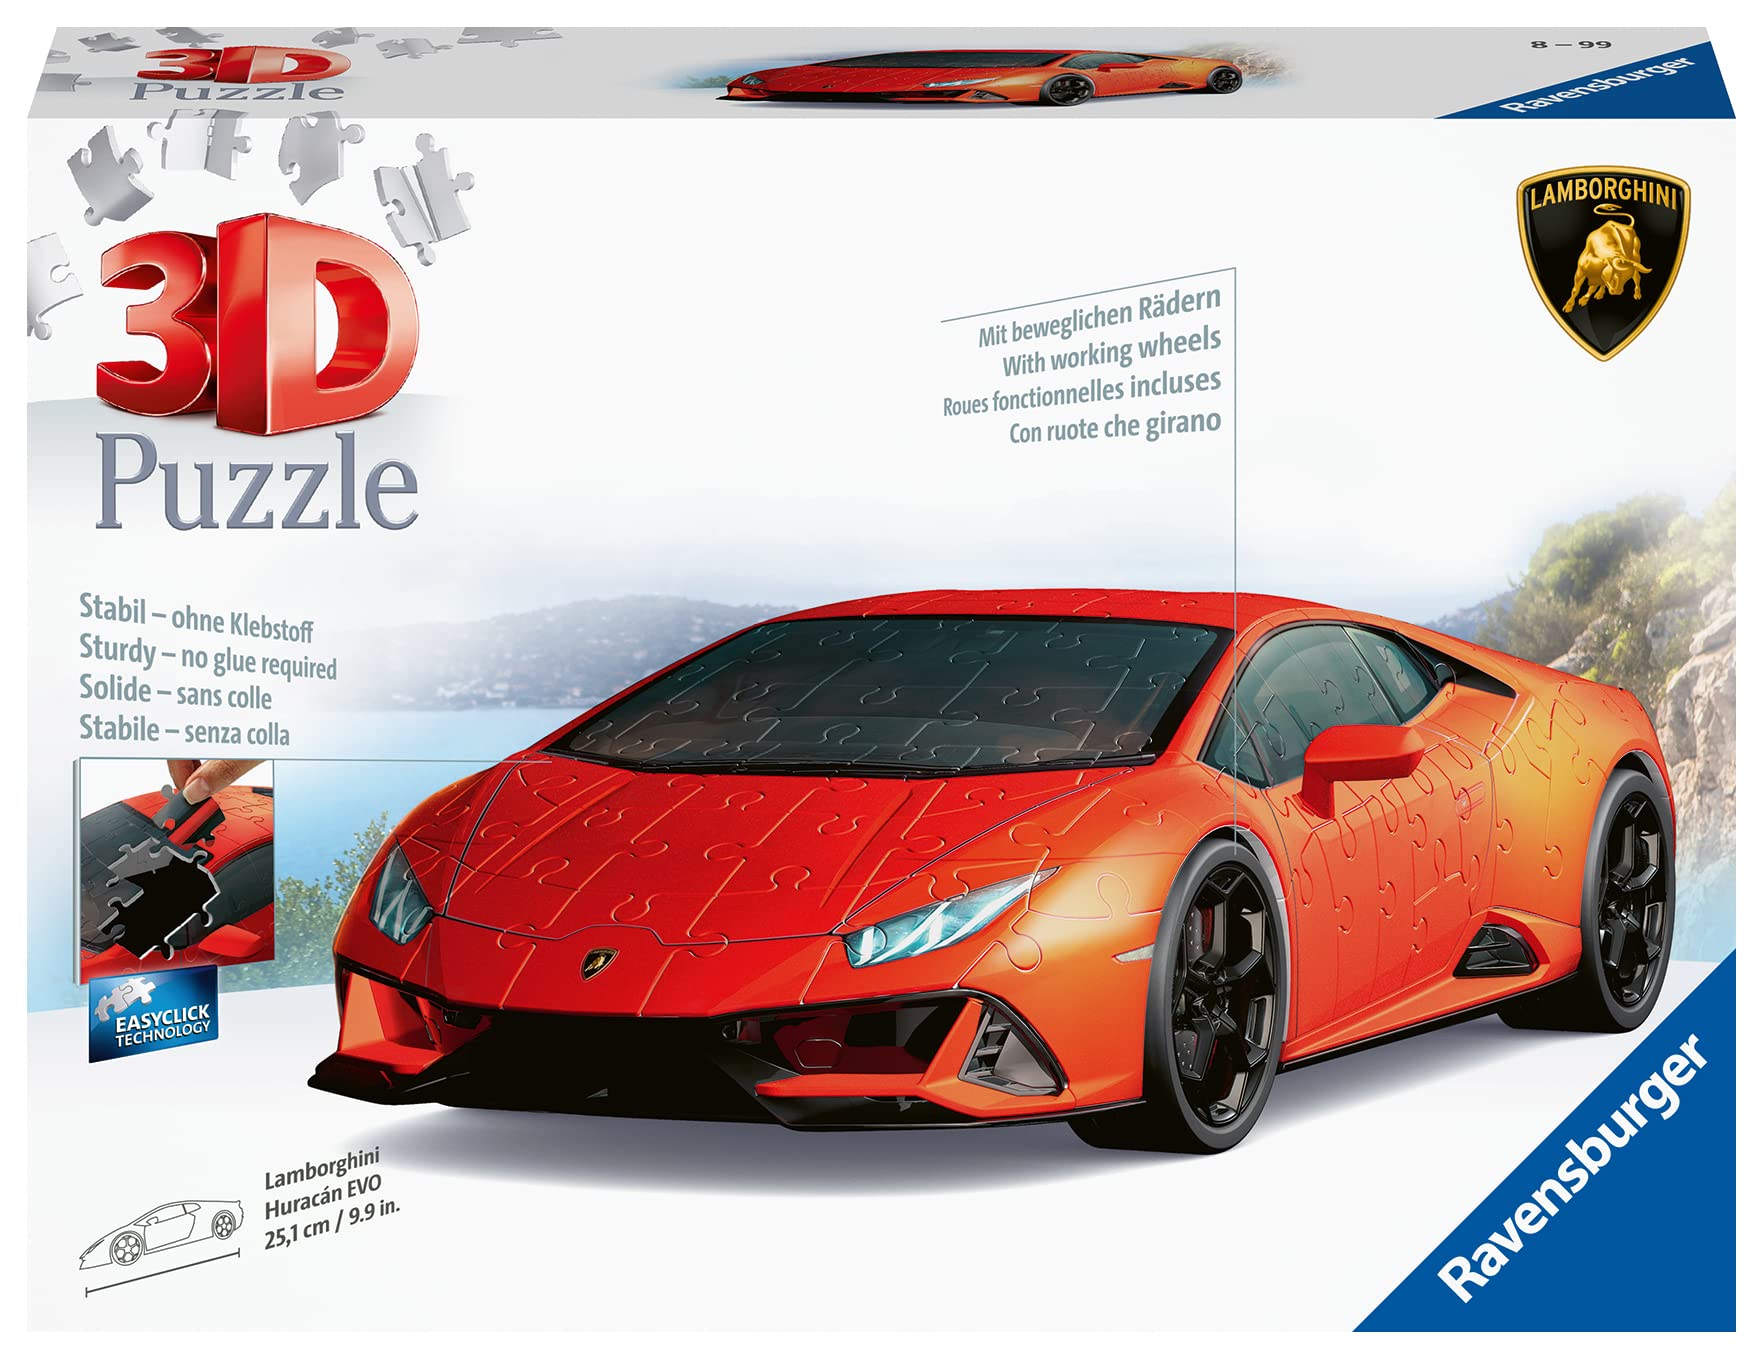 3D
Puzzle
8 – 99
Ravensburger
LAMBORGHINI
3D
Puzzle
Mit beweglichen Rädern
With working wheels
Roues fonctionnelles incluses
Con ruote che girano
Stabil – ohne Klebstoff
Sturdy – no glue required
Solide – sans colle
Stabile – senza colla
EASYCLICK
TECHNOLOGY
Lamborghini
Huracán EVO
25,1 cm / 9.9 in.
Ravensburger